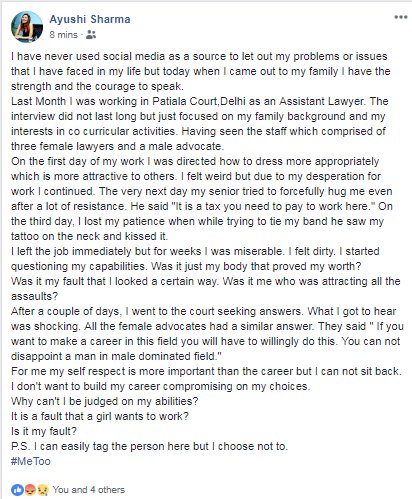 Ayushi Sharma
8 mins ·
I have never used social media as a source to let out my problems or issues
that I have faced in my life but today when I came out to my family I have the
strength and the courage to speak.
Last Month I was working in Patiala Court,Delhi as an Assistant Lawyer. The
interview did not last long but just focused on my family background and my
interests in co curricular activities. Having seen the staff which comprised of
three female lawyers and a male advocate.
On the first day of my work I was directed how to dress more appropriately
which is more attractive to others. I felt weird but due to my desperation for
work I continued. The very next day my senior tried to forcefully hug me even
after a lot of resistance. He said "It is a tax you need to pay to work here." On
the third day, I lost my patience when while trying to tie my band he saw my
tattoo on the neck and kissed it.
I left the job immediately but for weeks I was miserable. I felt dirty. I started
questioning my capabilities. Was it just my body that proved my worth?
Was it my fault that I looked a certain way. Was it me who was attracting all the
assaults?
After a couple of days, I went to the court seeking answers. What I got to hear
was shocking. All the female advocates had a similar answer. They said " If you
want to make a career in this field you will have to willingly do this. You can not
disappoint a man in male dominated field."
For me my self respect is more important than the career but I can not sit back.
I don't want to build my career compromising on my choices.
Why can't I be judged on my abilities?
It is a fault that a girl wants to work?
Is it my fault?
P.S. I can easily tag the person here but I choose not to.
#MeToo
You and 4 others